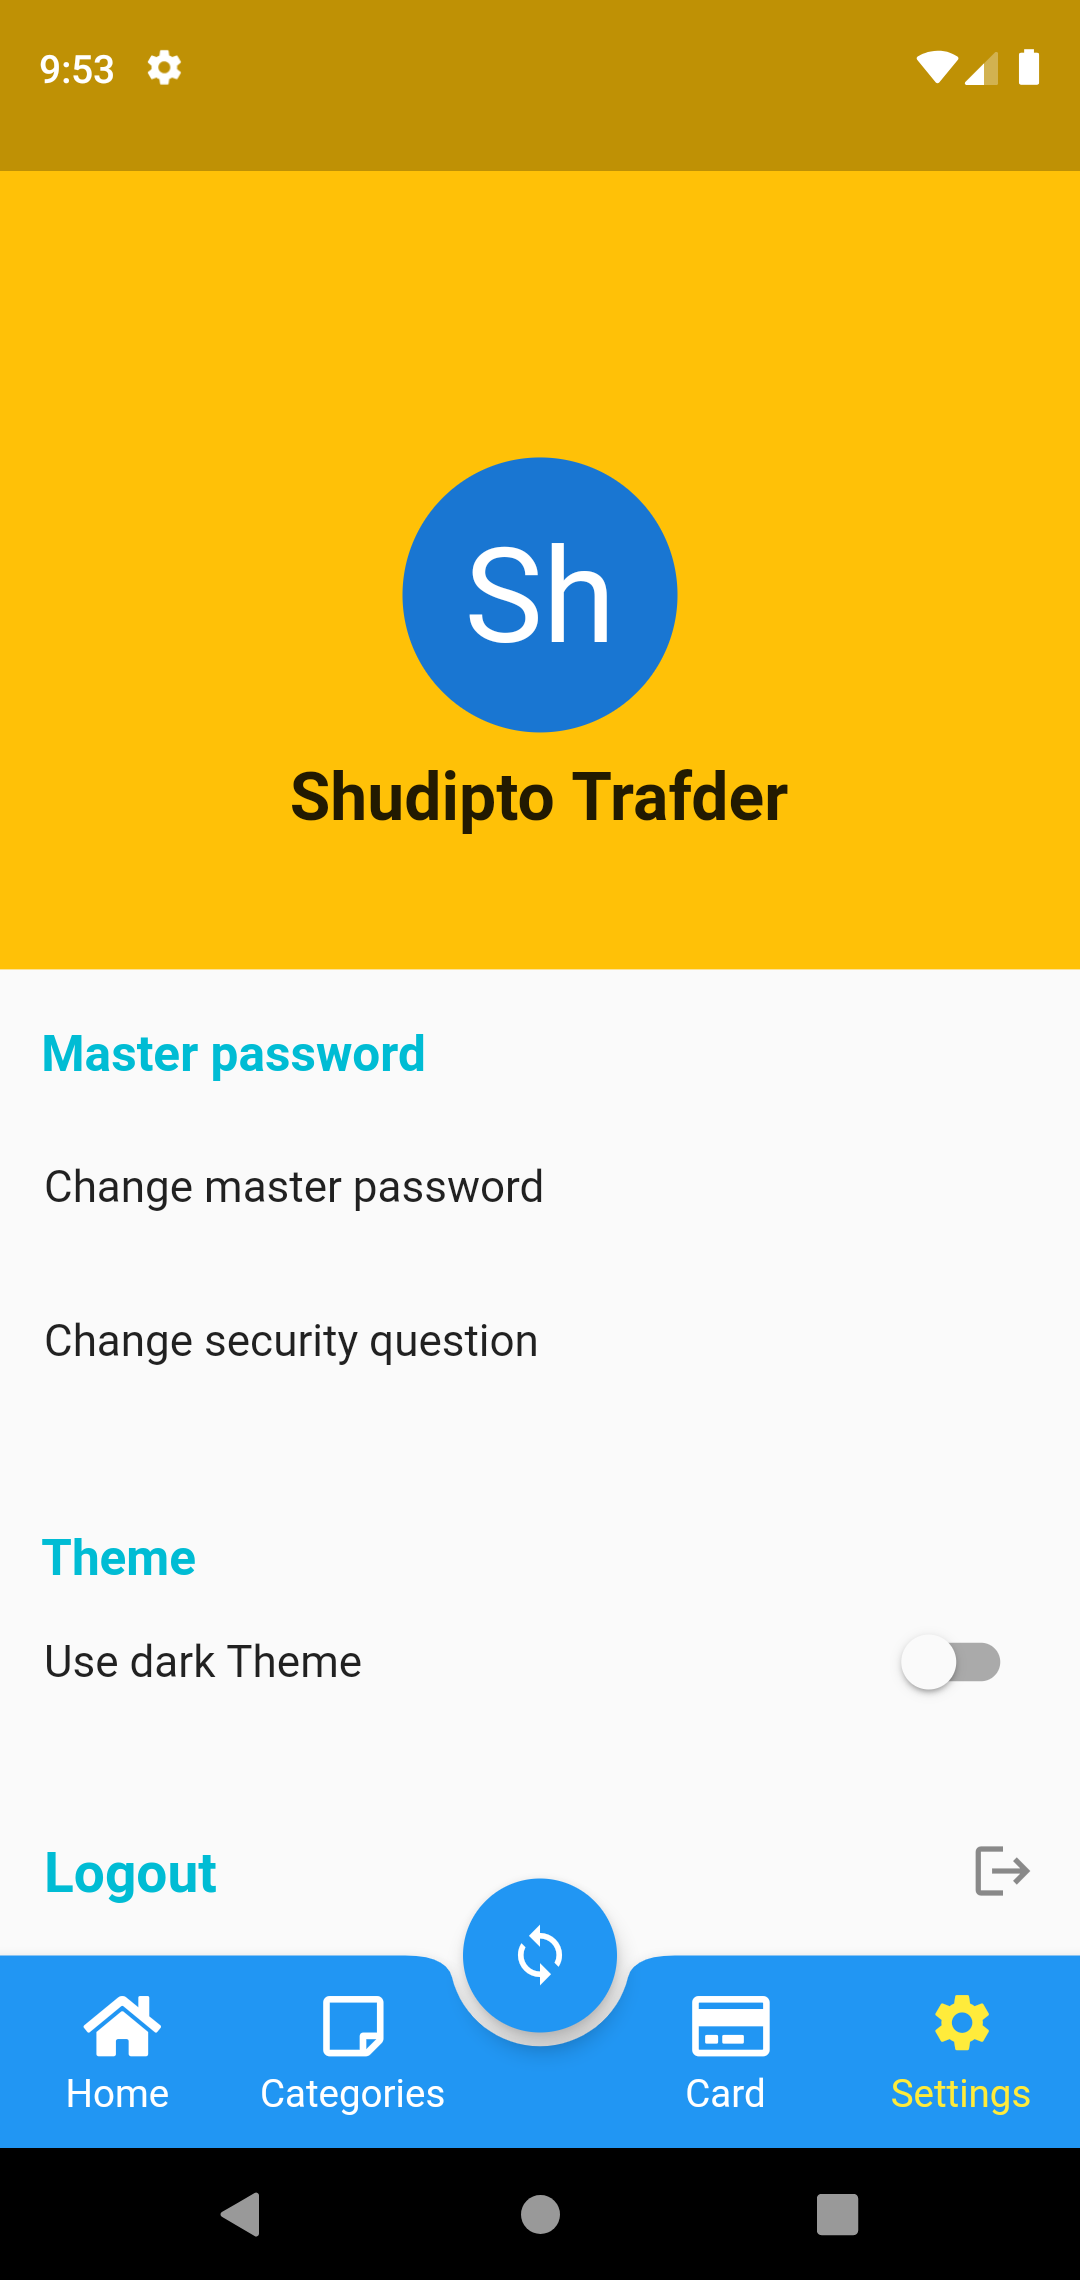 9:53
Sh
Shudipto Trafder
Master password
Change master password
Change security question
Theme
Use dark Theme
Logout
Home
Categories
Card
Settings